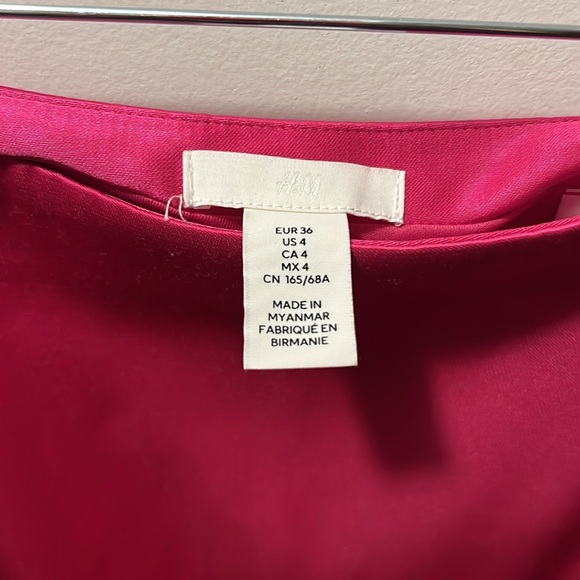 H&M
EUR 36
US 4
CA 4
MX 4
CN 165/68A
MADE IN
MYANMAR
FABRIQUÉ EN
BIRMANIE